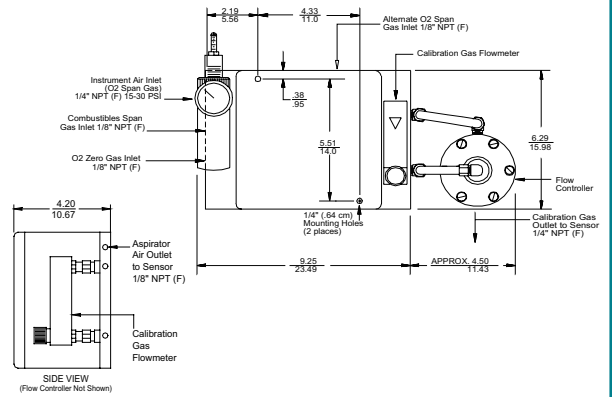 2.19
5.56
4.33
11.0
Alternate O2 Span
Gas Inlet 1/8" NPT (F)
Calibration Gas Flowmeter
Instrument Air Inlet
(O2 Span Gas)
1/4" NPT (F) 15-30 PSI
.38
.95
Combustibles Span
Gas Inlet 1/8" NPT (F)
5.51
14.0
6.29
15.98
O2 Zero Gas Inlet
1/8" NPT (F)
Flow
Controller
1/4" (.64 cm)
Mounting Holes
(2 places)
Calibration Gas
Outlet to Sensor
1/4" NPT (F)
4.20
10.67
9.25
23.49
APPROX. 4.50
11.43
Aspirator
Air Outlet
to Sensor
1/8" NPT (F)
Calibration
Gas
Flowmeter
SIDE VIEW
(Flow Controller Not Shown)